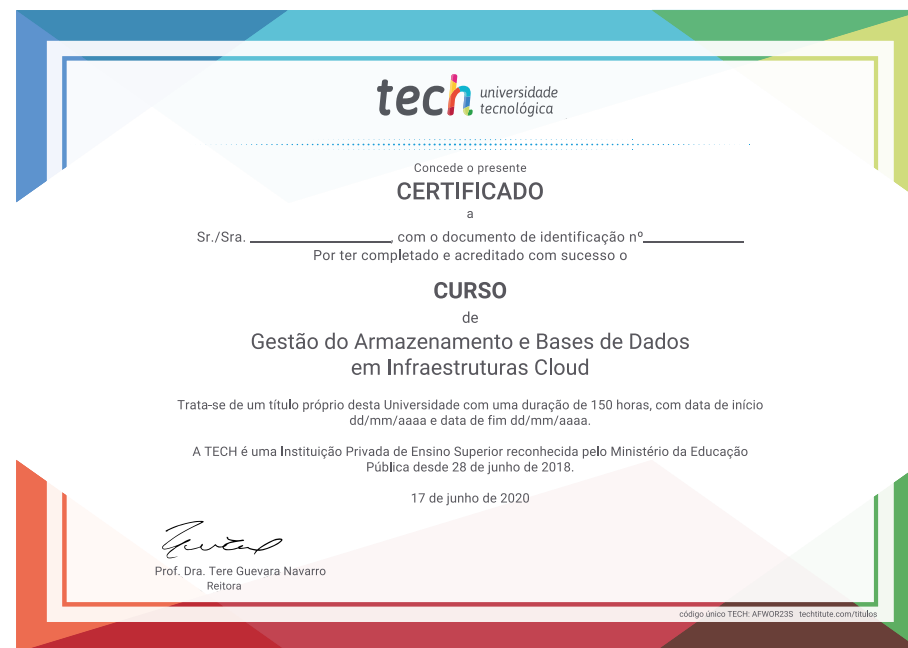 tech universidade
tecnológica
Concede o presente
CERTIFICADO
a
Sr./Sra. ____________________, com o documento de identificação nº______________
Por ter completado e acreditado com sucesso o
CURSO
de
Gestão do Armazenamento e Bases de Dados
em Infraestruturas Cloud
Trata-se de um título próprio desta Universidade com uma duração de 150 horas, com data de início
dd/mm/aaaa e data de fim dd/mm/aaaa.
A TECH é uma Instituição Privada de Ensino Superior reconhecida pelo Ministério da Educação
Pública desde 28 de junho de 2018.
17 de junho de 2020
Prof. Dra. Tere Guevara Navarro
Reitora
código único TECH: AFWOR23S techtitute.com/titulos